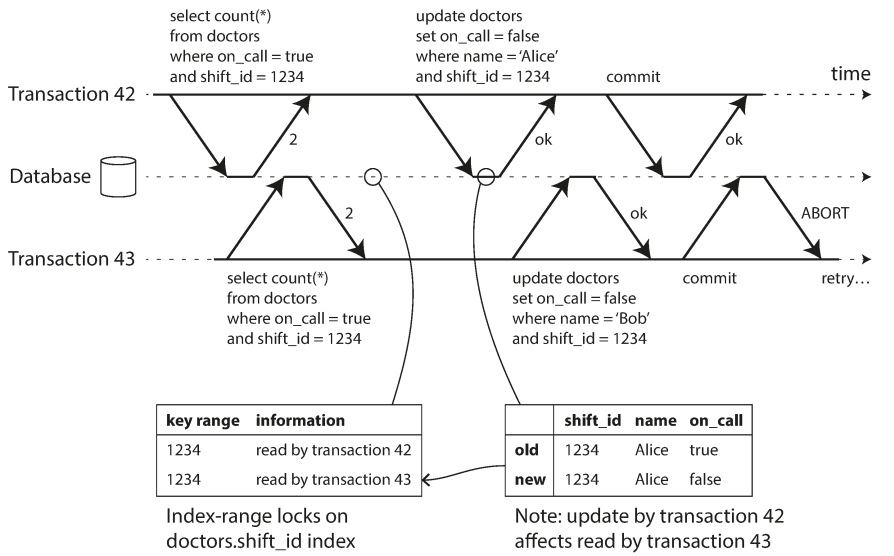 select count(*)
from doctors
where on_call = true
and shift_id = 1234
update doctors
set on_call = false
where name = ‘Alice’
and shift_id = 1234
commit
time
Transaction 42
2
ok
ok
Database
2
ok
ABORT
Transaction 43
select count(*)
from doctors
where on_call = true
and shift_id = 1234
update doctors
set on_call = false
where name = ‘Bob’
and shift_id = 1234
commit
retry…
key range information
1234 read by transaction 42
1234 read by transaction 43
Index-range locks on
doctors.shift_id index
shift_id name on_call
old 1234 Alice true
new 1234 Alice false
Note: update by transaction 42
affects read by transaction 43